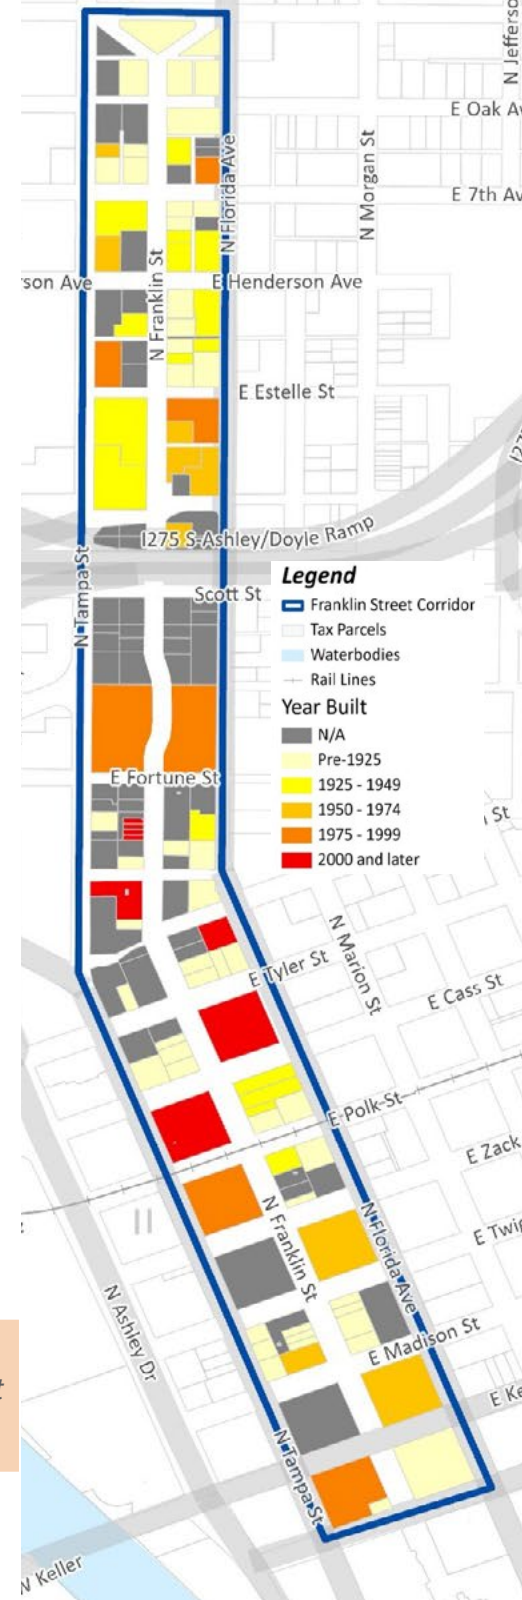 N Jefferso
E Oak Av
N Morgan St
N Florida Ave
E 7th Av
N Franklin St
rson Ave
E Henderson Ave
E Estelle St
I275 S-Ashley/Doyle Ramp
N Tampa St
Scott St
Legend
Franklin Street Corridor
Tax Parcels
Waterbodies
Rail Lines
Year Built
N/A
Pre-1925
1925 - 1949
1950 - 1974
1975 - 1999
2000 and later
E Fortune St
St
N Marion St
E Tyler St
E Cass St
E Polk St
E Zack
N Franklin St
N Florida Ave
E Twig
N Ashley Dr
E Madison St
E Ke
N Tampa St
W Keller